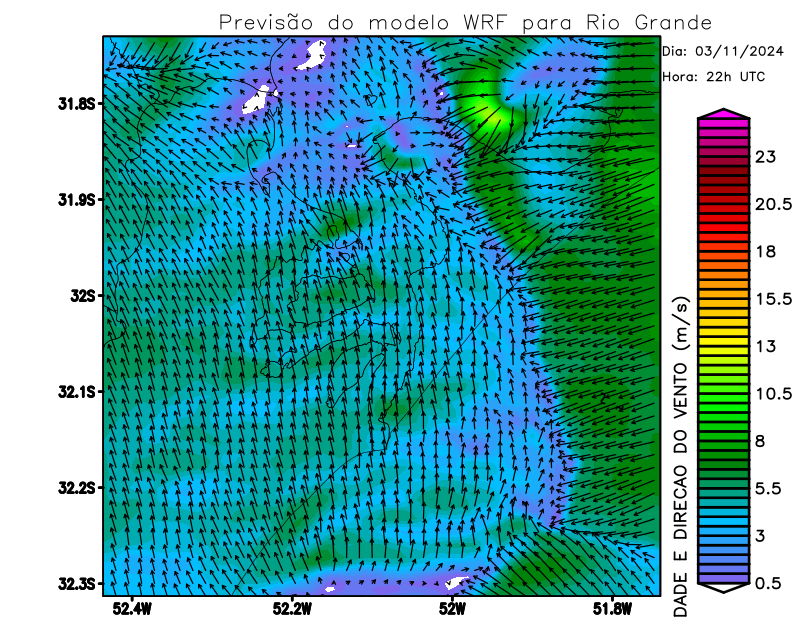 Previsão do modelo WRF para Rio Grande
Dia: 03/11/2024
Hora: 22h UTC
31.8S
31.9S
32S
32.1S
32.2S
32.3S
52.4W
52.2W
52W
51.8W
23
20.5
18
15.5
13
10.5
8
5.5
3
0.5
DADE E DIRECAO DO VENTO (m/s)